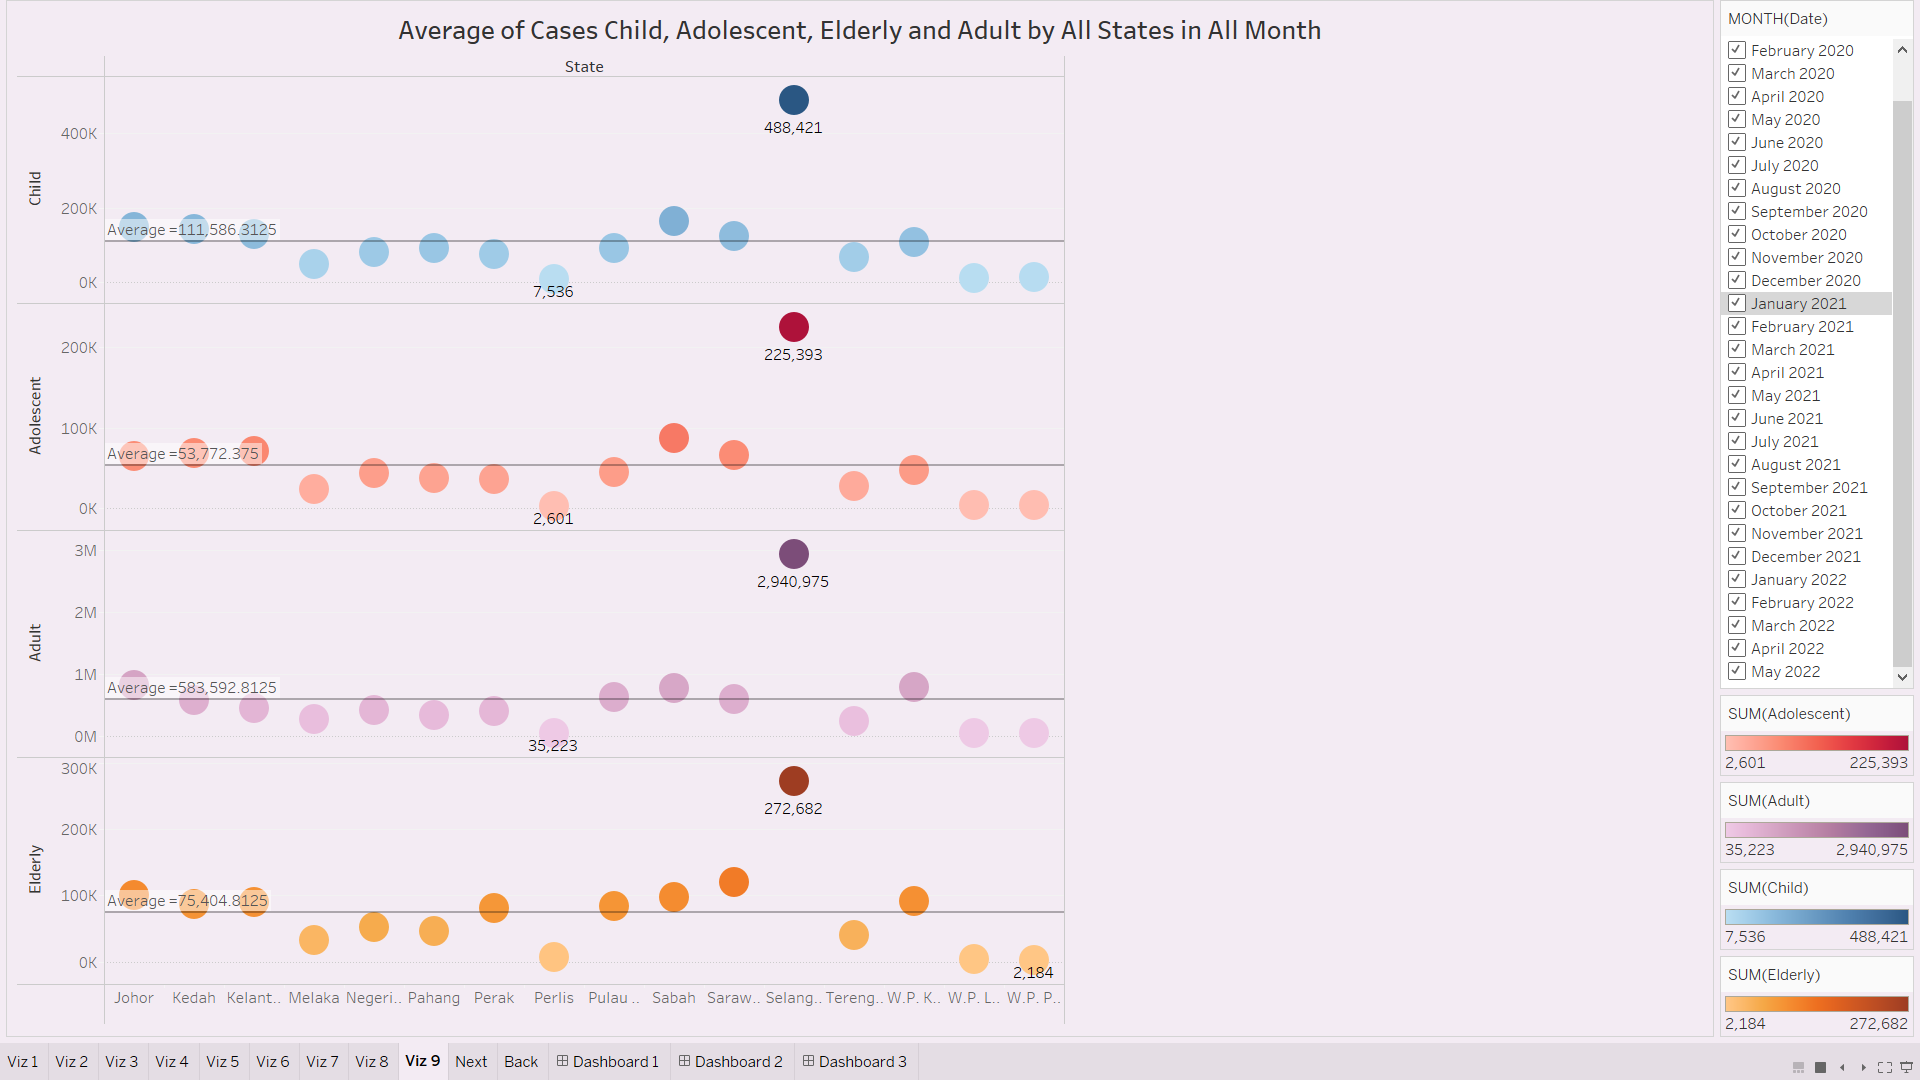 Average of Cases Child, Adolescent, Elderly and Adult by All States in All Month
State
Child
400K
200K
0K
488,421
Average =111,586.3125
7,536
Adolescent
200K
100K
0K
225,393
Average =53,772.375
2,601
Adult
3M
2M
1M
0M
2,940,975
Average =583,592.8125
35,223
Elderly
300K
200K
100K
0K
272,682
Average =75,404.8125
2,184
Johor Kedah Kelant.. Melaka Negeri.. Pahang Perak Perlis Pulau .. Sabah Saraw.. Selang.. Tereng.. W.P. K.. W.P. L.. W.P. P..
MONTH(Date)
February 2020
March 2020
April 2020
May 2020
June 2020
July 2020
August 2020
September 2020
October 2020
November 2020
December 2020
January 2021
February 2021
March 2021
April 2021
May 2021
June 2021
July 2021
August 2021
September 2021
October 2021
November 2021
December 2021
January 2022
February 2022
March 2022
April 2022
May 2022
SUM(Adolescent)
2,601 225,393
SUM(Adult)
35,223 2,940,975
SUM(Child)
7,536 488,421
SUM(Elderly)
2,184 272,682
Viz 1 Viz 2 Viz 3 Viz 4 Viz 5 Viz 6 Viz 7 Viz 8 Viz 9 Next Back Dashboard 1 Dashboard 2 Dashboard 3